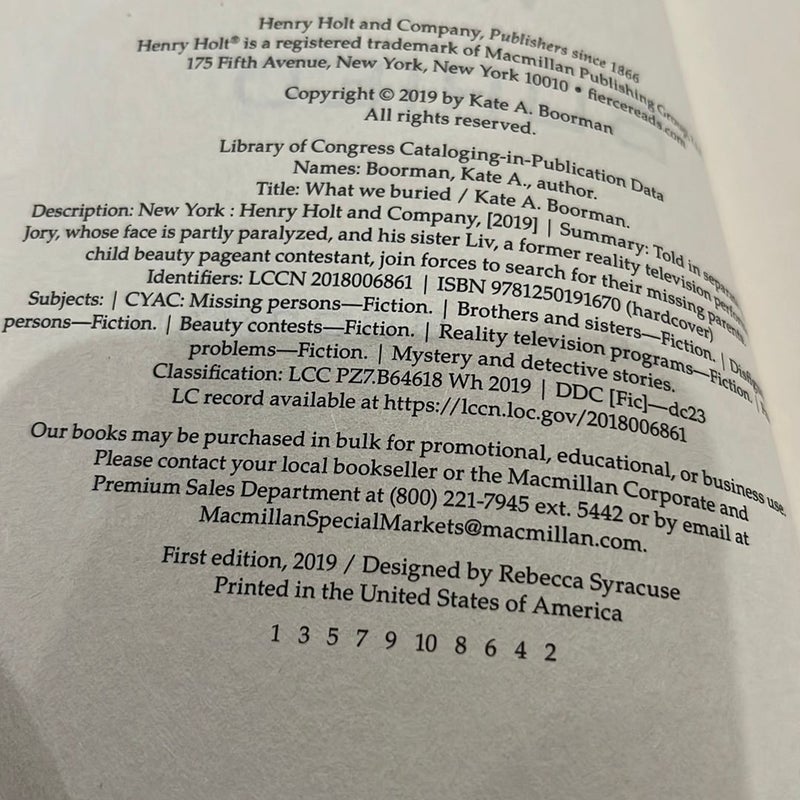 Henry Holt and Company, Publishers since 1866
Henry Holt® is a registered trademark of Macmillan Publishing Group,
175 Fifth Avenue, New York, New York 10010 • fiercereads.com
Copyright © 2019 by Kate A. Boorman
All rights reserved.
Library of Congress Cataloging-in-Publication Data
Names: Boorman, Kate A., author.
Title: What we buried / Kate A. Boorman.
Description: New York : Henry Holt and Company, [2019] | Summary: Told in
Jory, whose face is partly paralyzed, and his sister Liv, a former reality television
child beauty pageant contestant, join forces to search for their missing parents.
Identifiers: LCCN 2018006861 | ISBN 9781250191670 (hardcover)
Subjects: | CYAC: Missing persons—Fiction. | Brothers and sisters—Fiction. |
persons—Fiction. | Beauty contests—Fiction. | Reality television programs—Fiction. |
problems—Fiction. | Mystery and detective stories.
Classification: LCC PZ7.B64618 Wh 2019 | DDC [Fic]—dc23
LC record available at https://lccn.loc.gov/2018006861
Our books may be purchased in bulk for promotional, educational, or business use.
Please contact your local bookseller or the Macmillan Corporate and
Premium Sales Department at (800) 221-7945 ext. 5442 or by email at
MacmillanSpecialMarkets@macmillan.com.
First edition, 2019 / Designed by Rebecca Syracuse
Printed in the United States of America
1 3 5 7 9 10 8 6 4 2